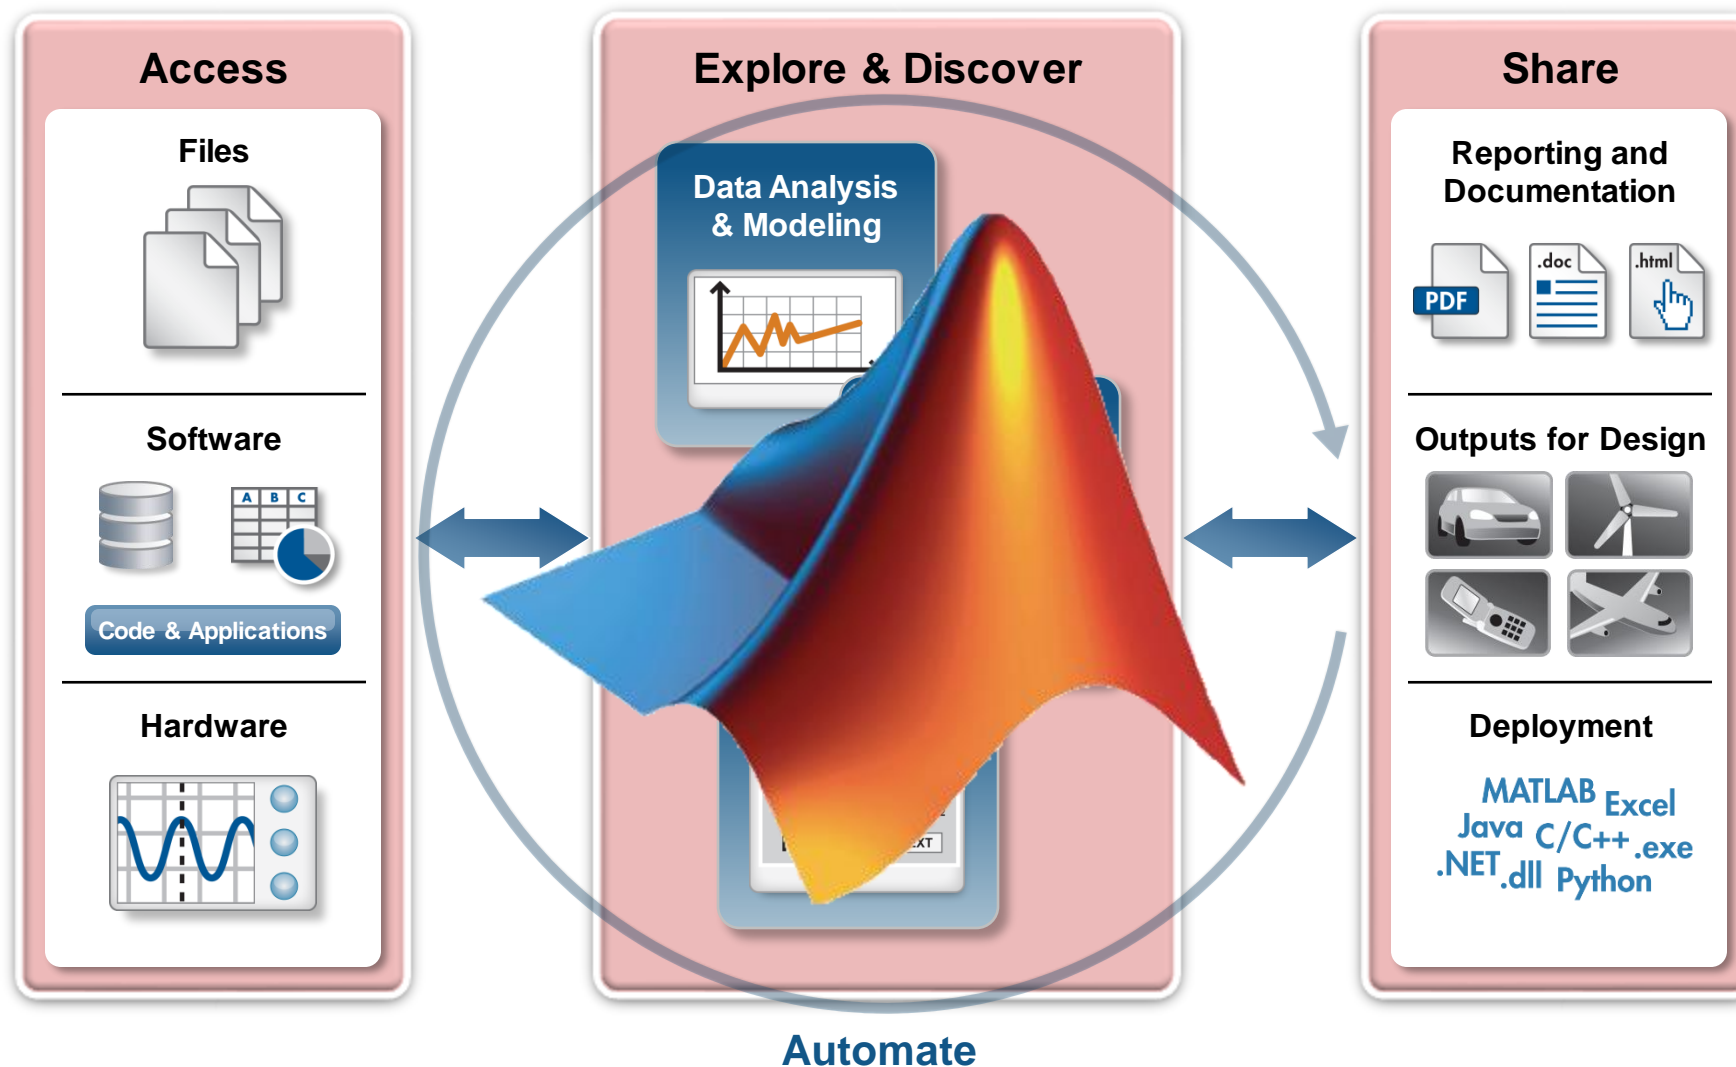 Access
Files
Software
A B C
Code & Applications
Hardware
Explore & Discover
Data Analysis
& Modeling
Share
Reporting and
Documentation
PDF
.doc
.html
Outputs for Design
Deployment
MATLAB Excel
Java C/C++ .exe
.NET .dll Python
Automate